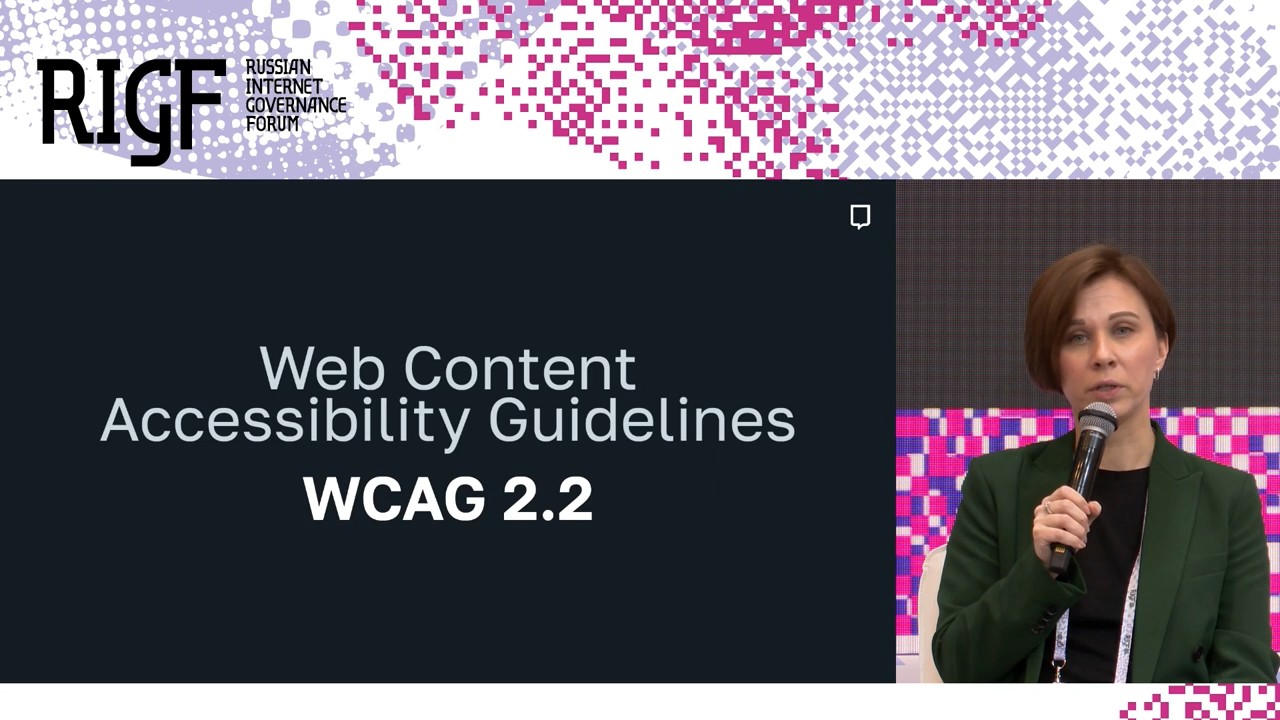 RIGF
RUSSIAN
INTERNET
GOVERNANCE
FORUM
Web Content
Accessibility Guidelines
WCAG 2.2